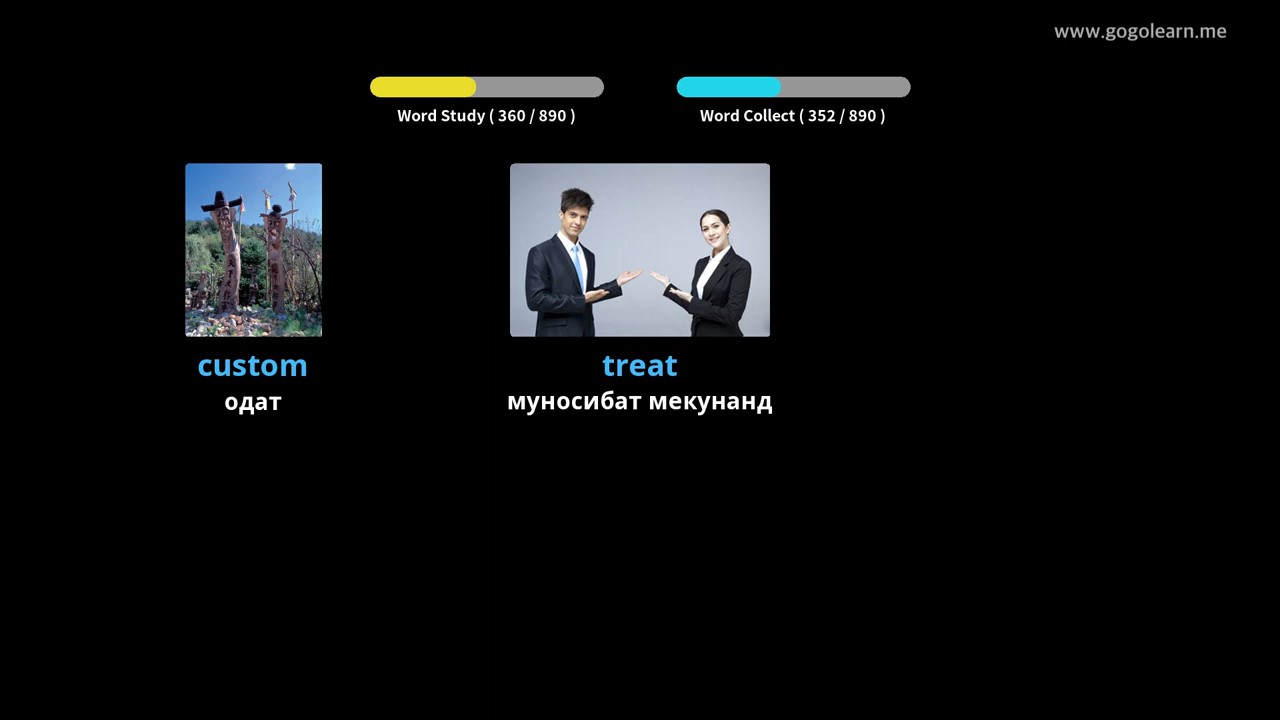 www.gogolearn.me
Word Study ( 360 / 890 )
Word Collect ( 352 / 890 )
custom
одат
treat
муносибат мекунанд